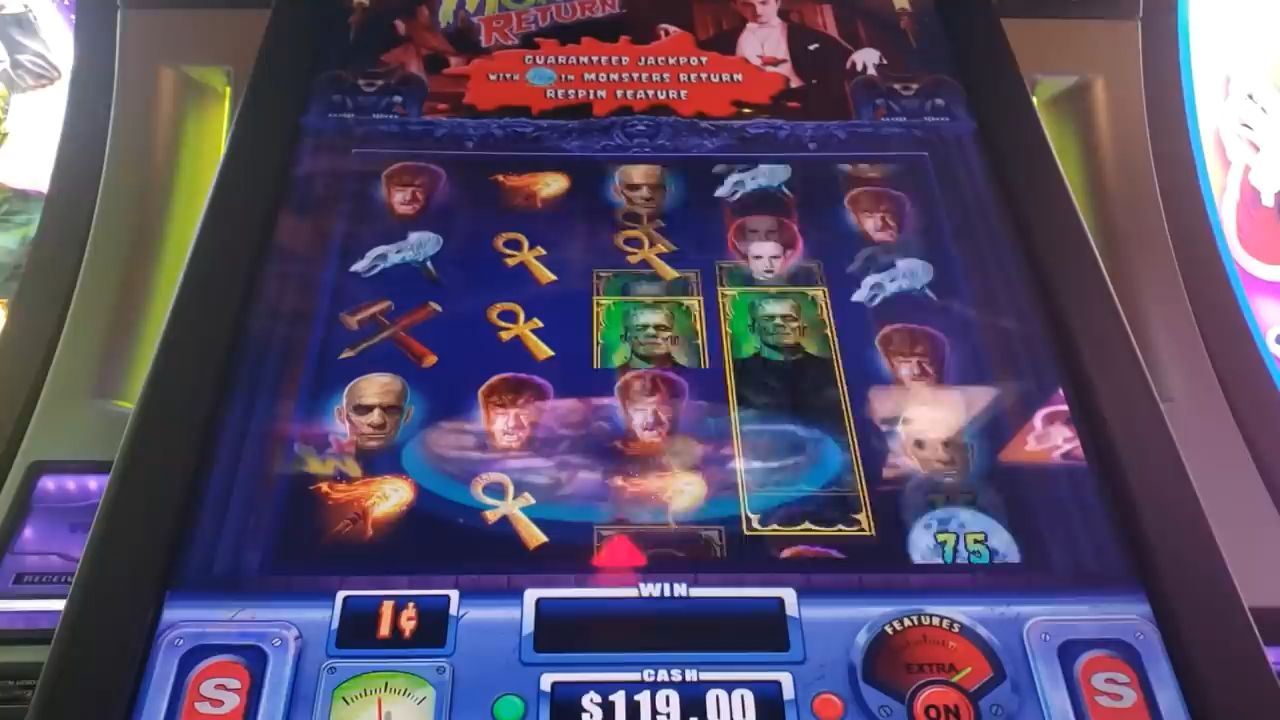 RETURN
GUARANTEED JACKPOT
WITH IN MONSTERS RETURN
RESPIN FEATURE
75
WIN
1¢
FEATURES
EXTRA
ON
CASH
$119.00
S
S